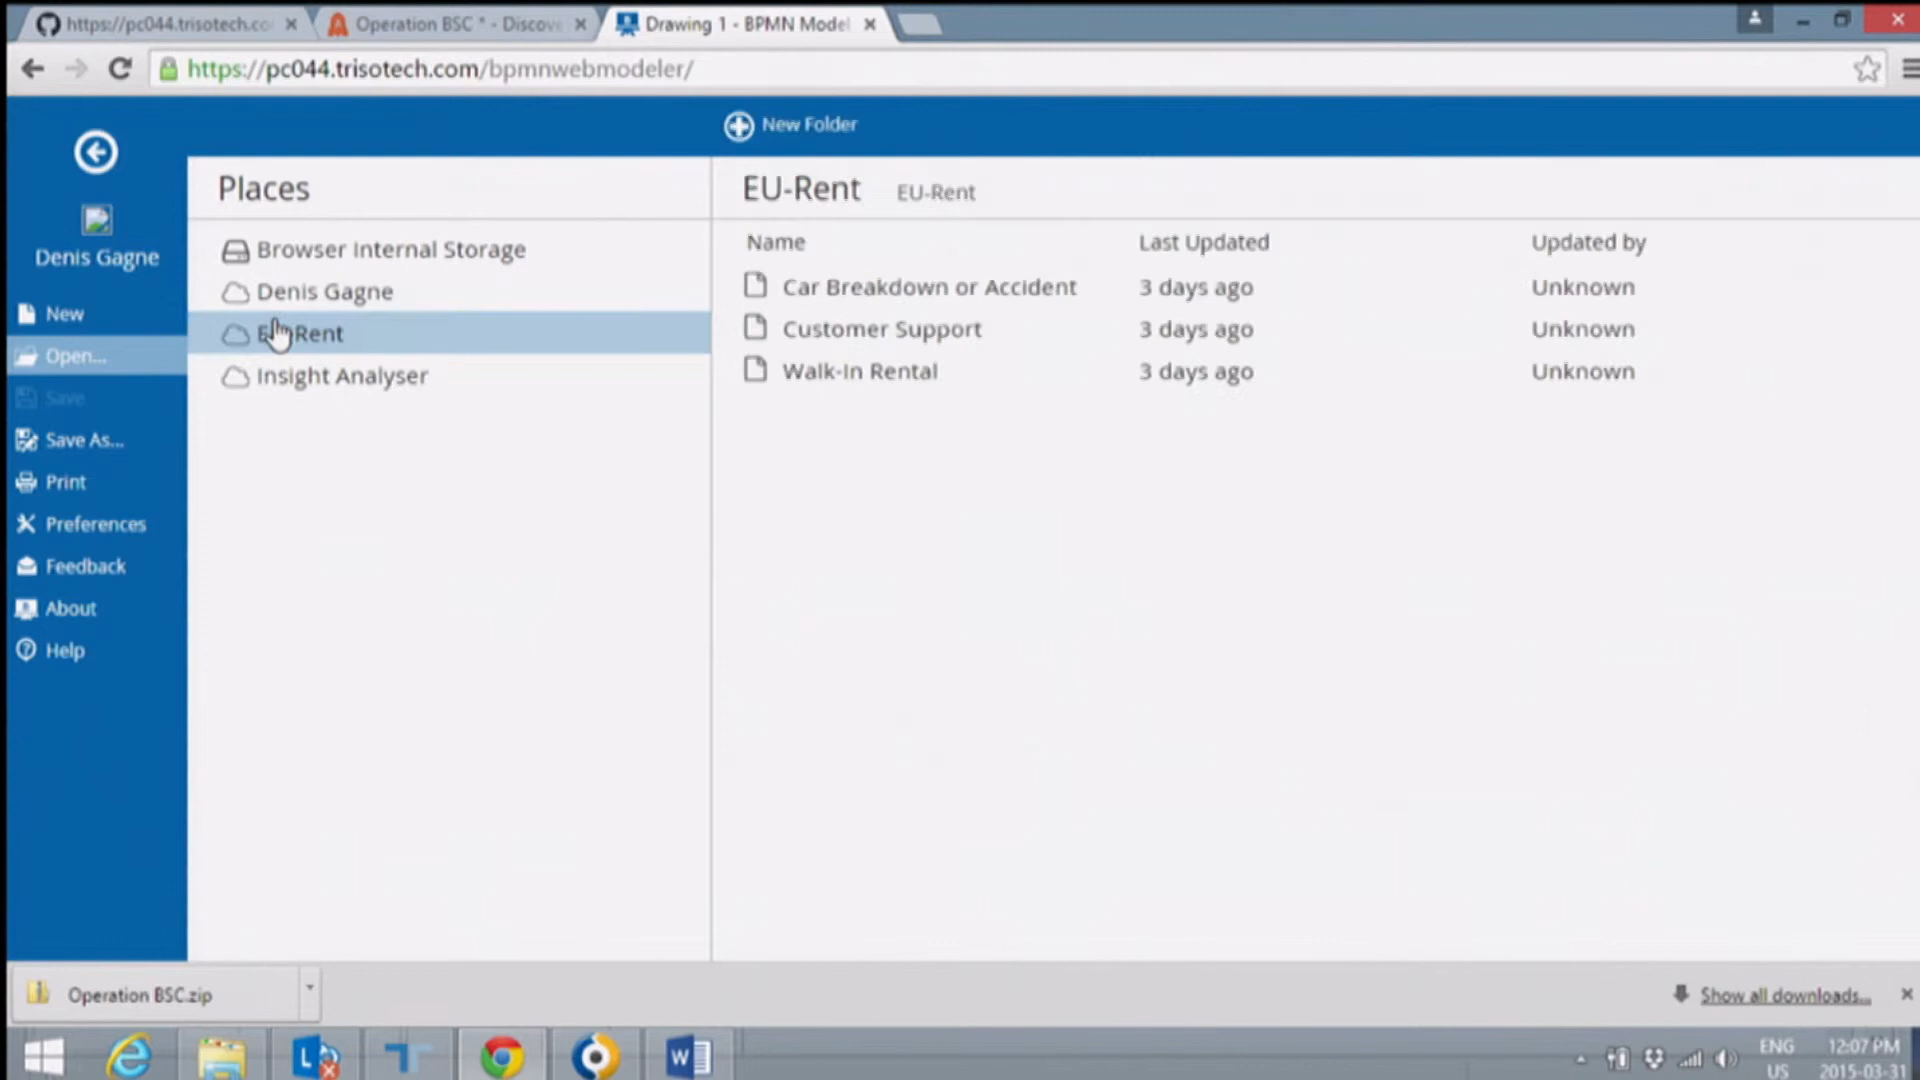 https://pc044.trisotech.co
Operation BSC * - Discove
Drawing 1 - BPMN Model
https://pc044.trisotech.com/bpmnwebmodeler/
New Folder
Places
EU-Rent EU-Rent
Denis Gagne
Name Last Updated Updated by
Browser Internal Storage
Denis Gagne
Rent
Insight Analyser
Car Breakdown or Accident 3 days ago Unknown
Customer Support 3 days ago Unknown
Walk-In Rental 3 days ago Unknown
New
Open...
Save
Save As...
Print
Preferences
Feedback
About
Help
Operation BSC.zip
Show all downloads...
ENG
US
12:07 PM
2015-03-31